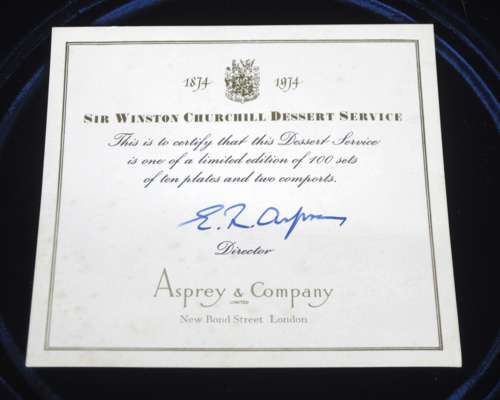 1874 1974
SIR WINSTON CHURCHILL DESSERT SERVICE
This is to certify that this Dessert Service
is one of a limited edition of 100 sets
of ten plates and two comports.
E. R. Asprey
Director
ASPREY & COMPANY
LIMITED
New Bond Street London